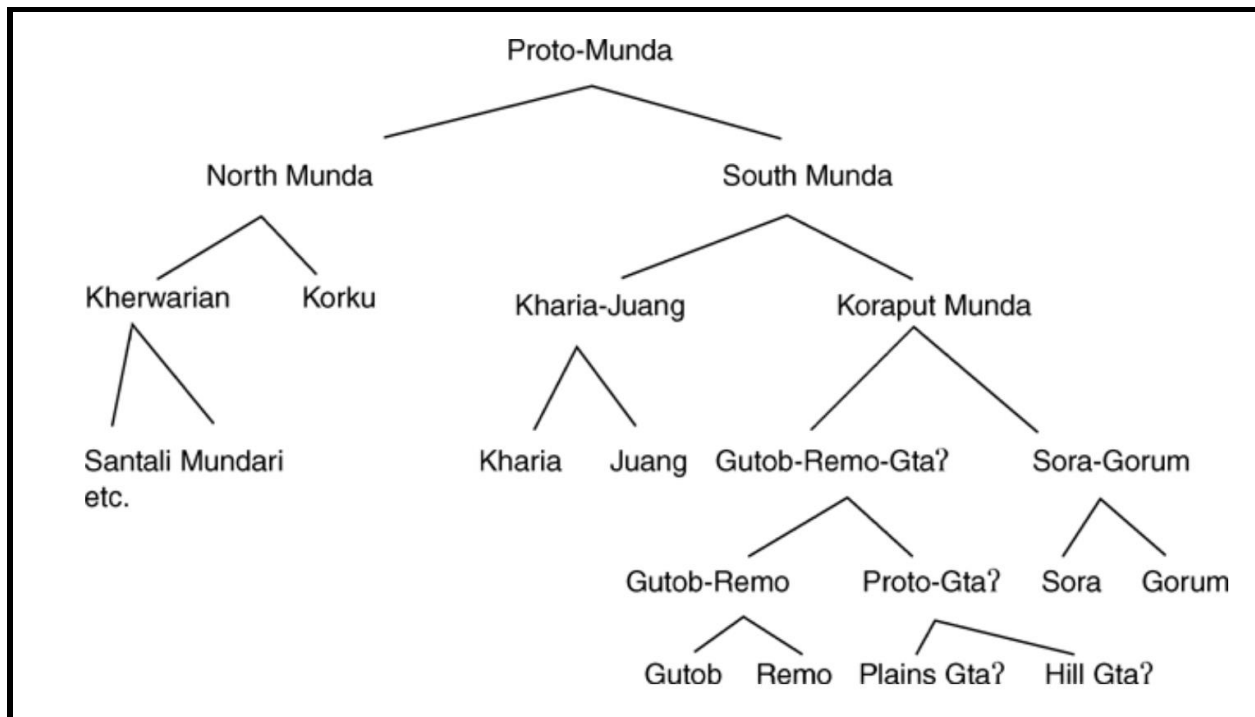 Proto-Munda
North Munda South Munda
Kherwarian Korku Kharia-Juang Koraput Munda
Santali Mundari Kharia Juang Gutob-Remo-Gtaʔ Sora-Gorum
etc.
Gutob-Remo Proto-Gtaʔ Sora Gorum
Gutob Remo Plains Gtaʔ Hill Gtaʔ